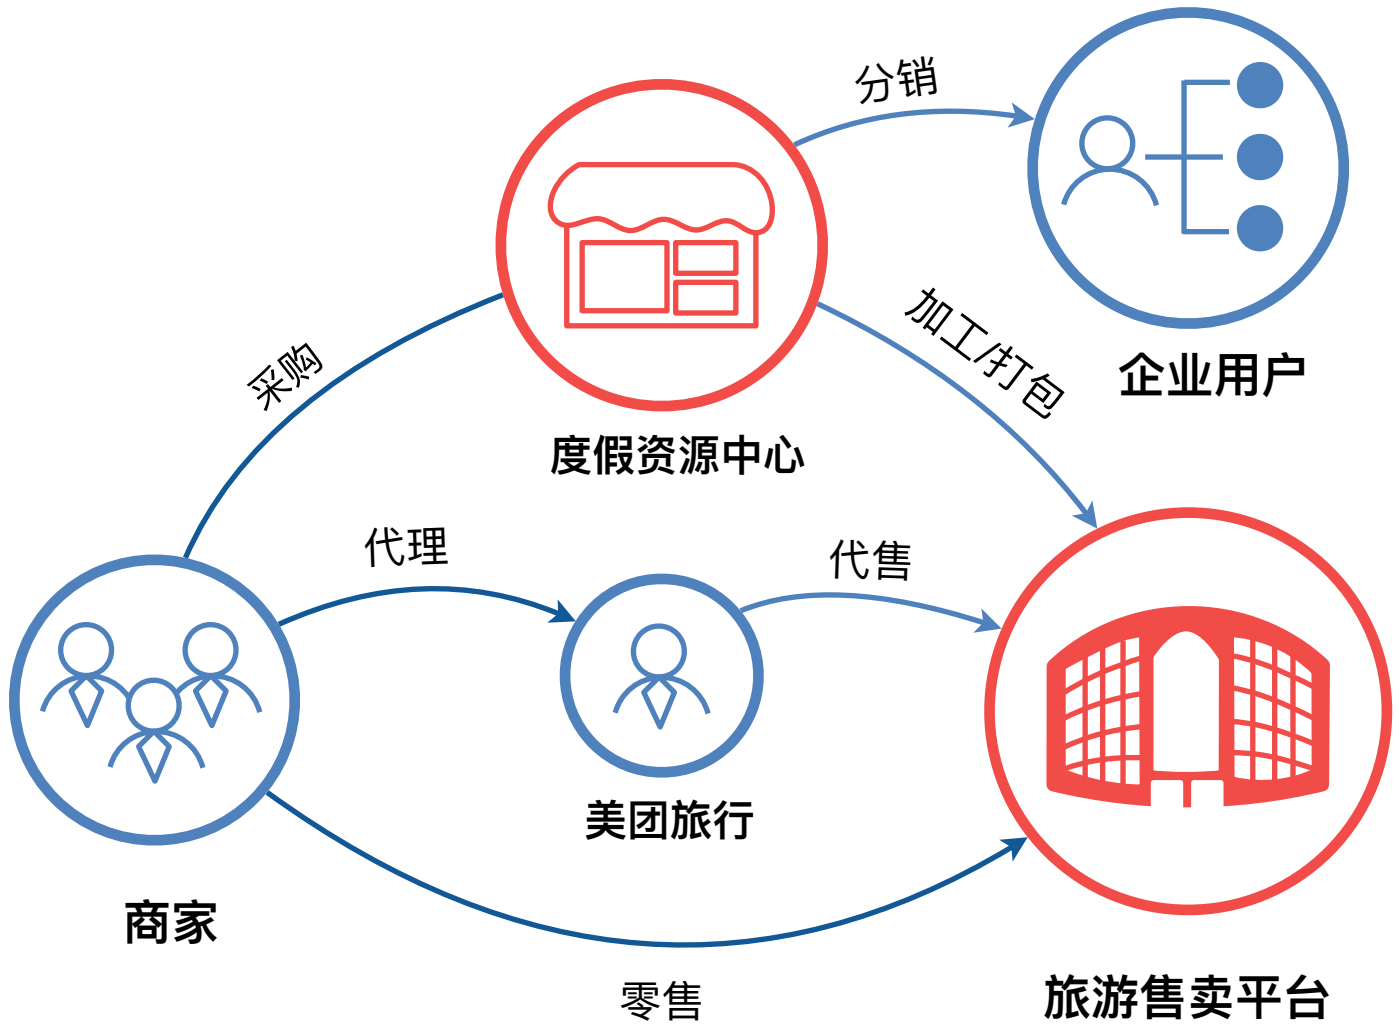 分销
加工/打包
企业用户
采购
度假资源中心
代理
代售
美团旅行
商家
零售
旅游售卖平台